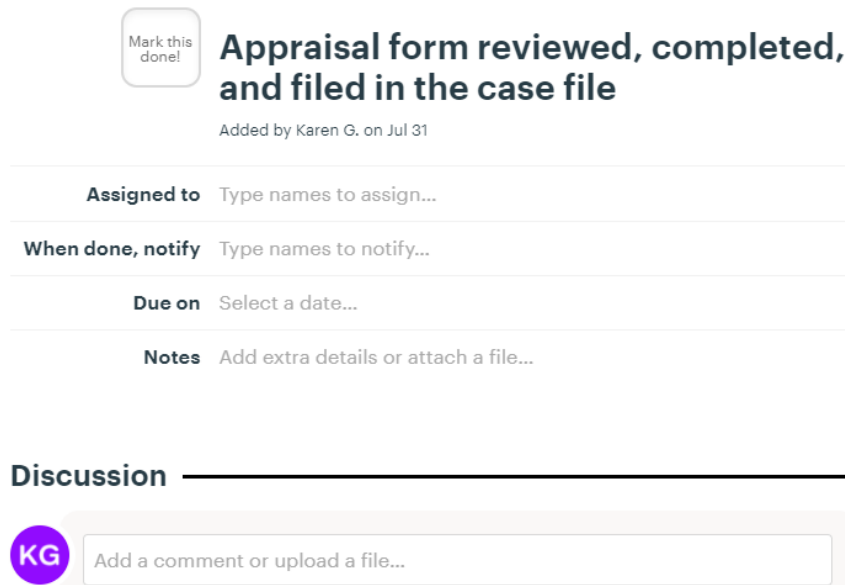 Mark this
done!
Appraisal form reviewed, completed,
and filed in the case file
Added by Karen G. on Jul 31
Assigned to Type names to assign...
When done, notify Type names to notify...
Due on Select a date...
Notes Add extra details or attach a file...
Discussion
KG Add a comment or upload a file...